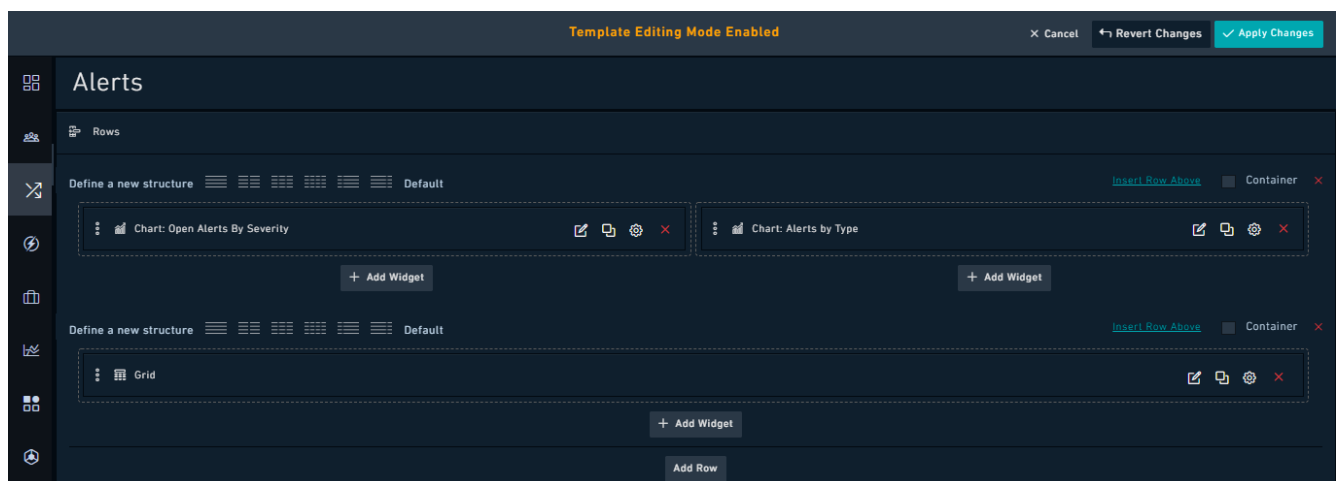 Template Editing Mode Enabled
Cancel Revert Changes Apply Changes
Alerts
Rows
Define a new structure Default Insert Row Above Container
Chart: Open Alerts By Severity Chart: Alerts by Type
+ Add Widget + Add Widget
Define a new structure Default Insert Row Above Container
Grid
+ Add Widget
Add Row